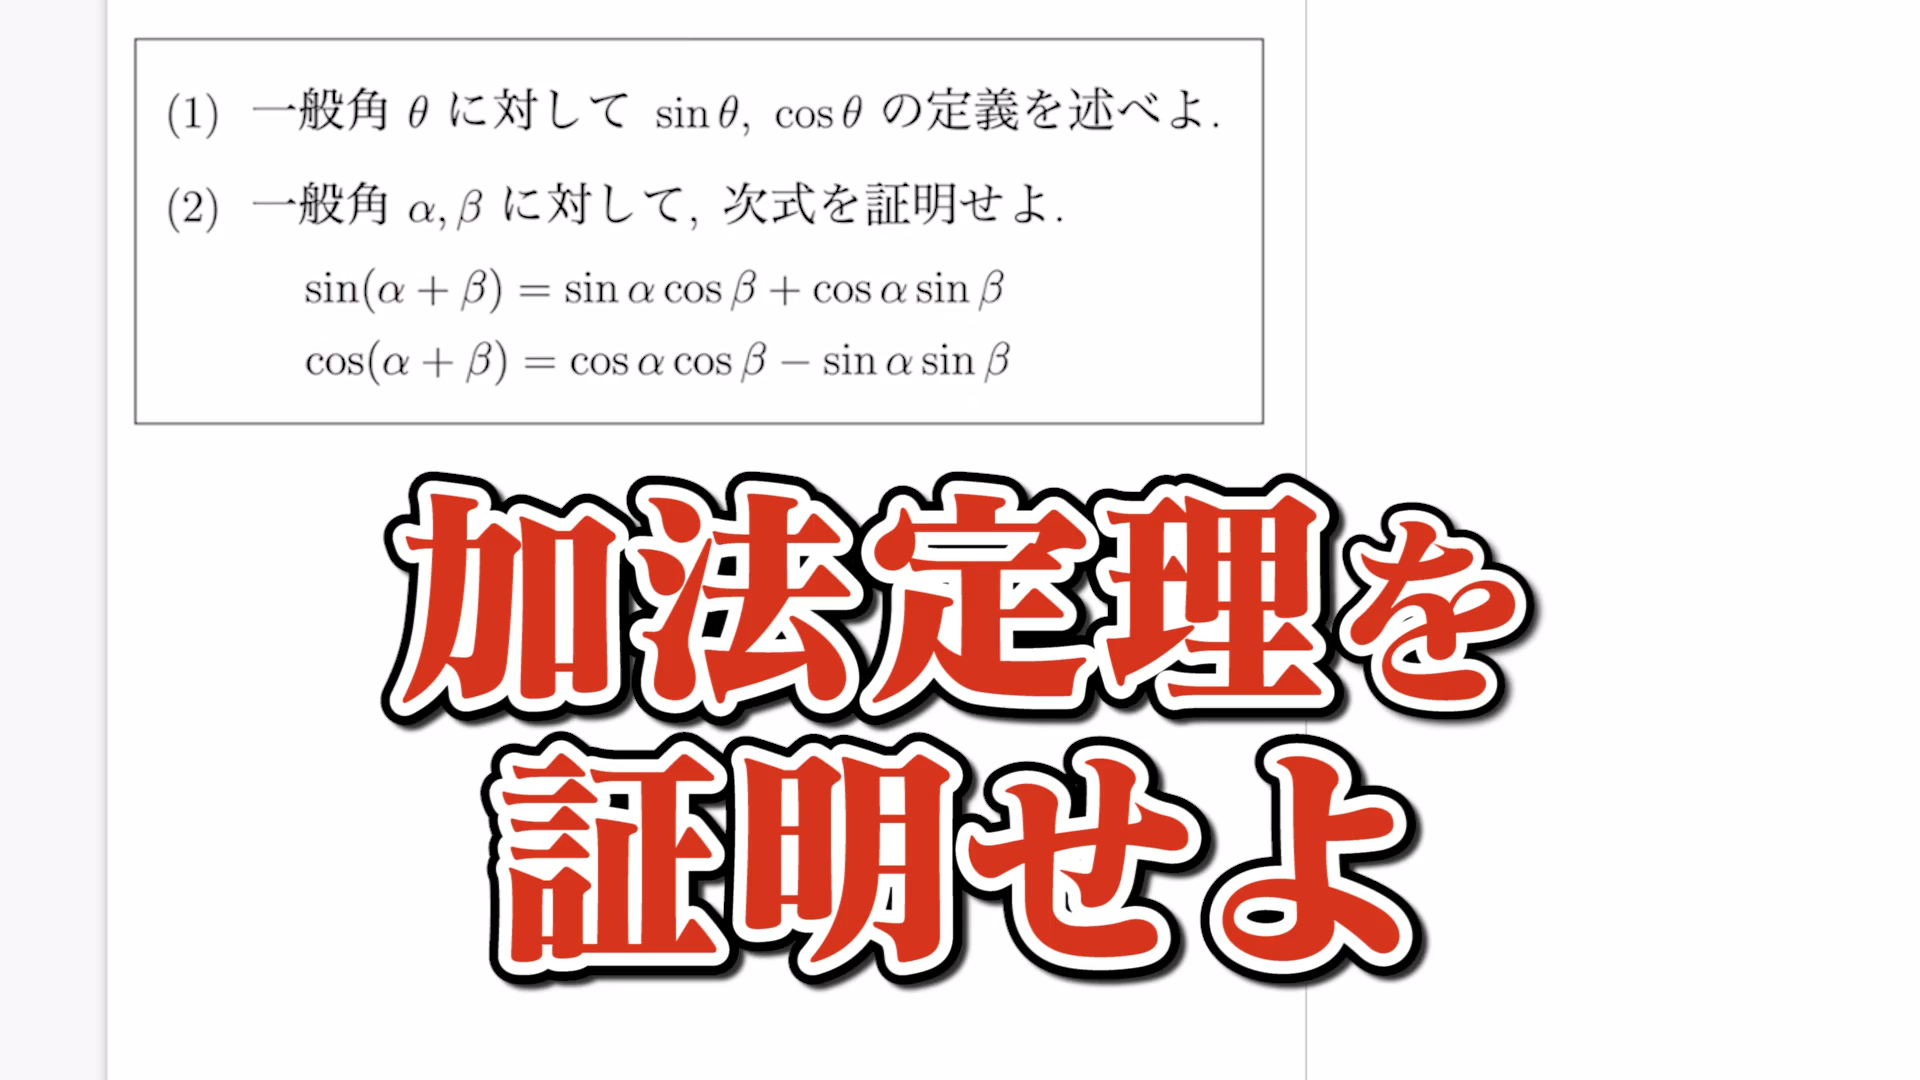 (1) 一般角 θ に対して sin θ, cos θ の定義を述べよ.
(2) 一般角 α, β に対して, 次式を証明せよ.
sin(α + β) = sin α cos β + cos α sin β
cos(α + β) = cos α cos β − sin α sin β
加法定理を
証明せよ